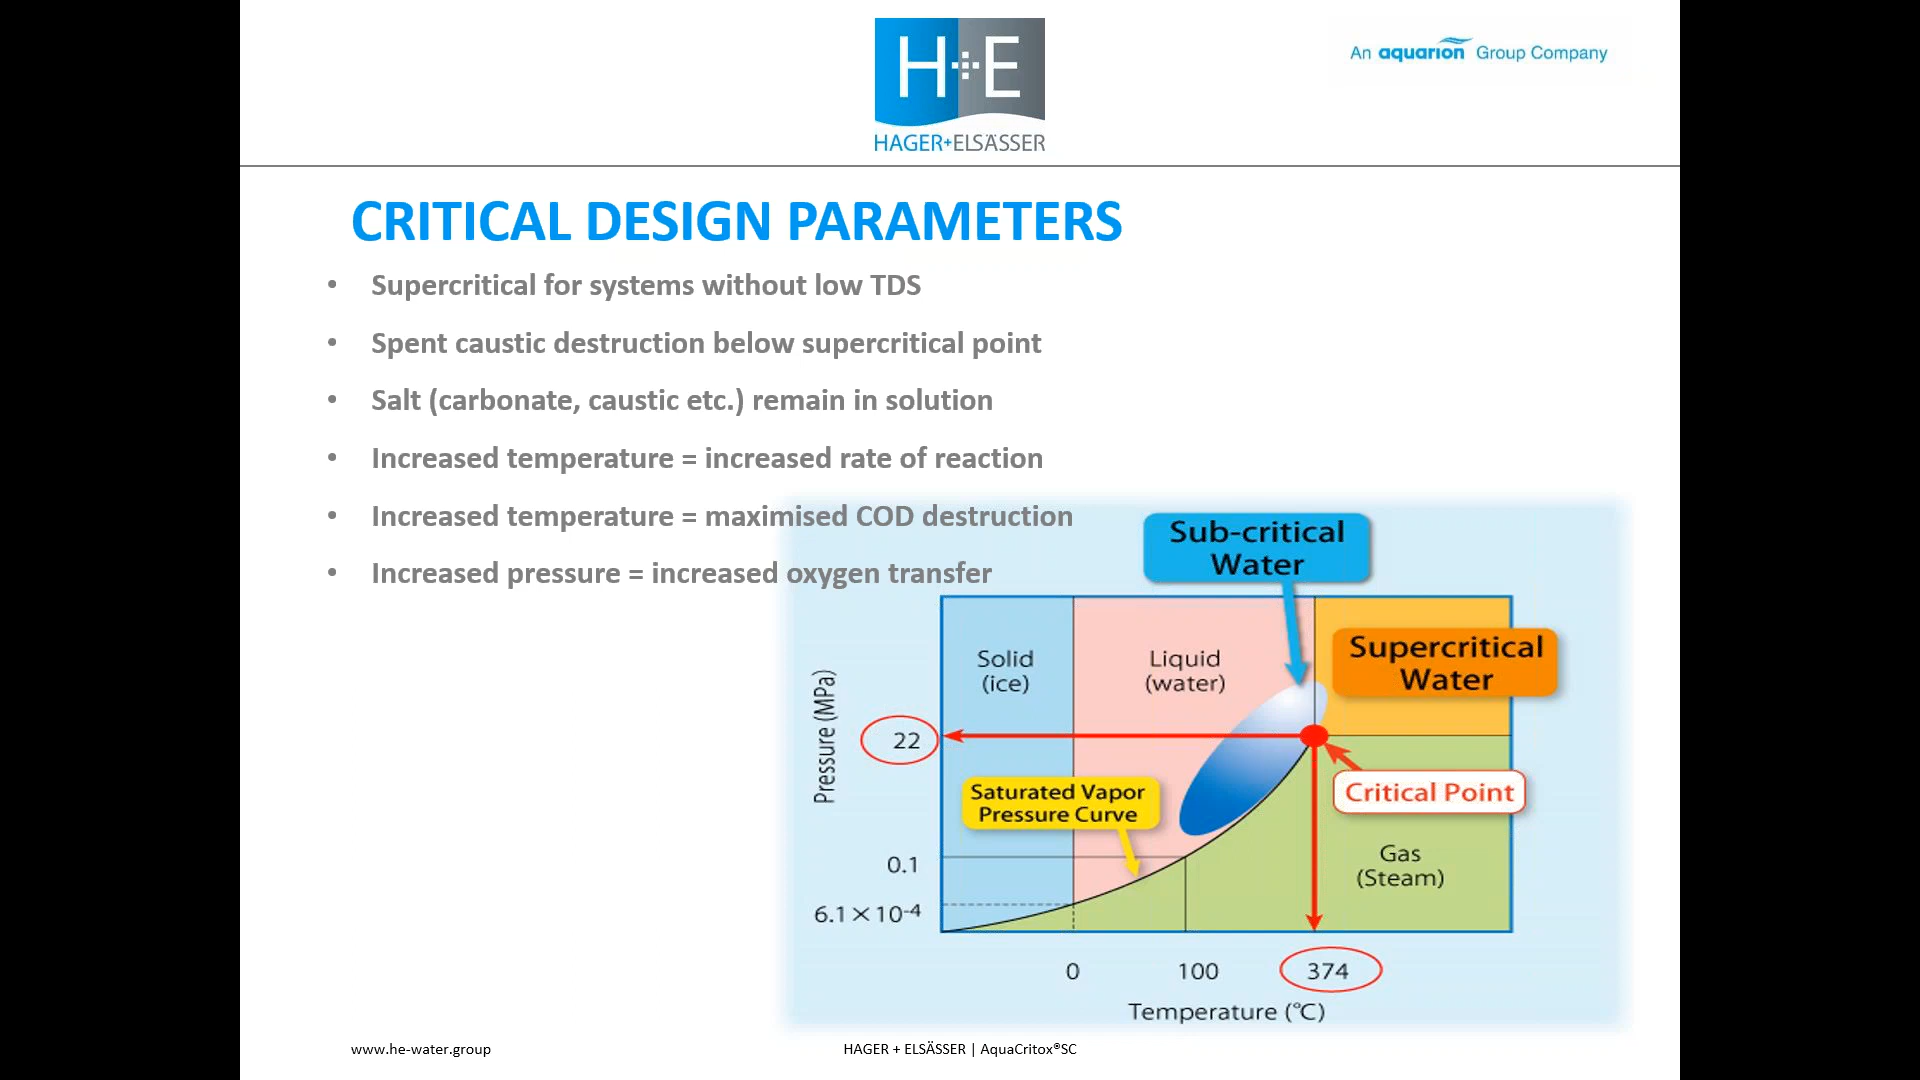 H+E
HAGER+ELSÄSSER
An aquarion Group Company
CRITICAL DESIGN PARAMETERS
• Supercritical for systems without low TDS
• Spent caustic destruction below supercritical point
• Salt (carbonate, caustic etc.) remain in solution
• Increased temperature = increased rate of reaction
• Increased temperature = maximised COD destruction
• Increased pressure = increased oxygen transfer
Sub-critical
Water
Solid
(ice)
Liquid
(water)
Supercritical
Water
Pressure (MPa)
22
Saturated Vapor
Pressure Curve
Critical Point
0.1
Gas
(Steam)
6.1×10⁻⁴
0
100
374
Temperature (℃)
www.he-water.group
HAGER + ELSÄSSER | AquaCritox®SC